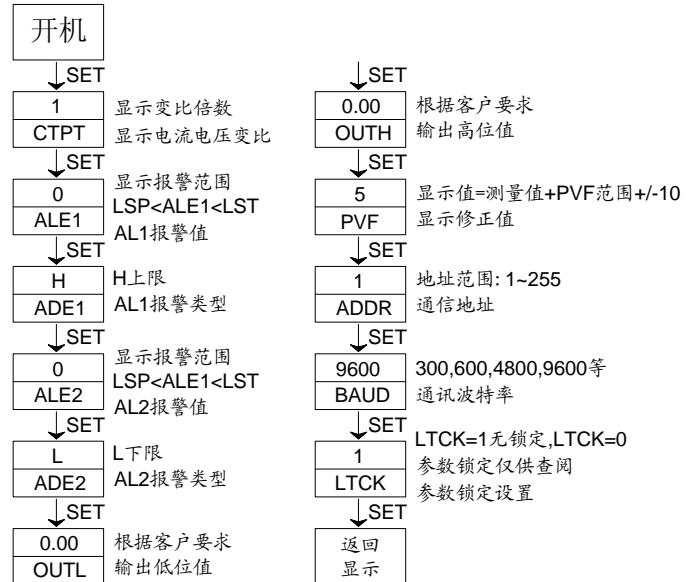 开机
SET
1
CTPT
显示变比倍数
显示电流电压变比
SET
0
ALE1
显示报警范围
LSP<ALE1<LST
AL1报警值
SET
H
ADE1
H上限
AL1报警类型
SET
0
ALE2
显示报警范围
LSP<ALE1<LST
AL2报警值
SET
L
ADE2
L下限
AL2报警类型
SET
0.00
OUTL
根据客户要求
输出低位值
SET
0.00
OUTH
根据客户要求
输出高位值
SET
5
PVF
显示值=测量值+PVF范围+/-10
显示修正值
SET
1
ADDR
地址范围: 1~255
通信地址
SET
9600
BAUD
300,600,4800,9600等
通讯波特率
SET
1
LTCK
LTCK=1无锁定,LTCK=0
参数锁定仅供查阅
参数锁定设置
SET
返回
显示